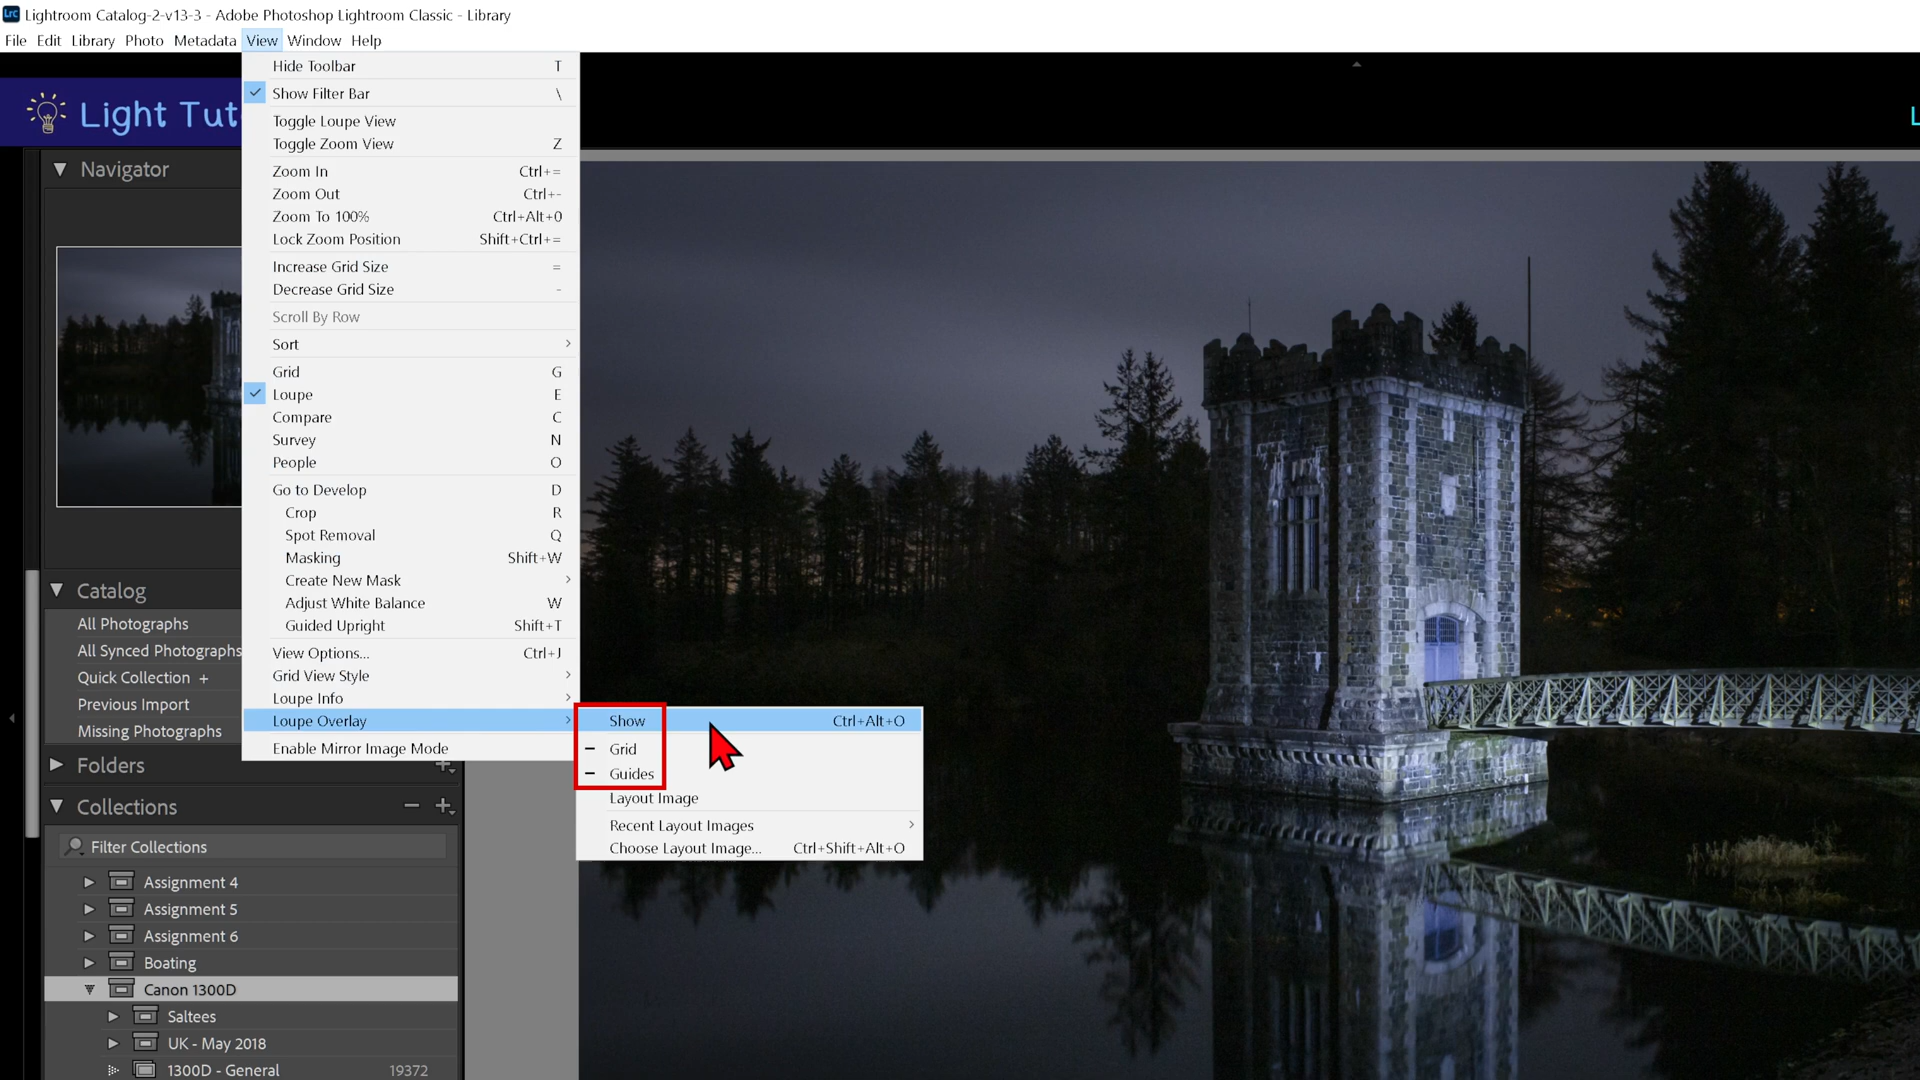 Lrc Lightroom Catalog-2-v13-3 - Adobe Photoshop Lightroom Classic - Library
File Edit Library Photo Metadata View Window Help
Hide Toolbar T
Show Filter Bar \
Toggle Loupe View
Toggle Zoom View Z
Zoom In Ctrl+=
Zoom Out Ctrl+-
Zoom To 100% Ctrl+Alt+0
Lock Zoom Position Shift+Ctrl+=
Increase Grid Size =
Decrease Grid Size -
Scroll By Row
Sort
Grid G
Loupe E
Compare C
Survey N
People O
Go to Develop D
Crop R
Spot Removal Q
Masking Shift+W
Create New Mask
Adjust White Balance W
Guided Upright Shift+T
View Options... Ctrl+J
Grid View Style
Loupe Info
Loupe Overlay
Enable Mirror Image Mode
Show Ctrl+Alt+O
Grid
Guides
Layout Image
Recent Layout Images
Choose Layout Image... Ctrl+Shift+Alt+O
Light Tut
L
Navigator
Catalog
All Photographs
All Synced Photographs
Quick Collection +
Previous Import
Missing Photographs
Folders
Collections
Filter Collections
Assignment 4
Assignment 5
Assignment 6
Boating
Canon 1300D
Saltees
UK - May 2018
1300D - General 19372